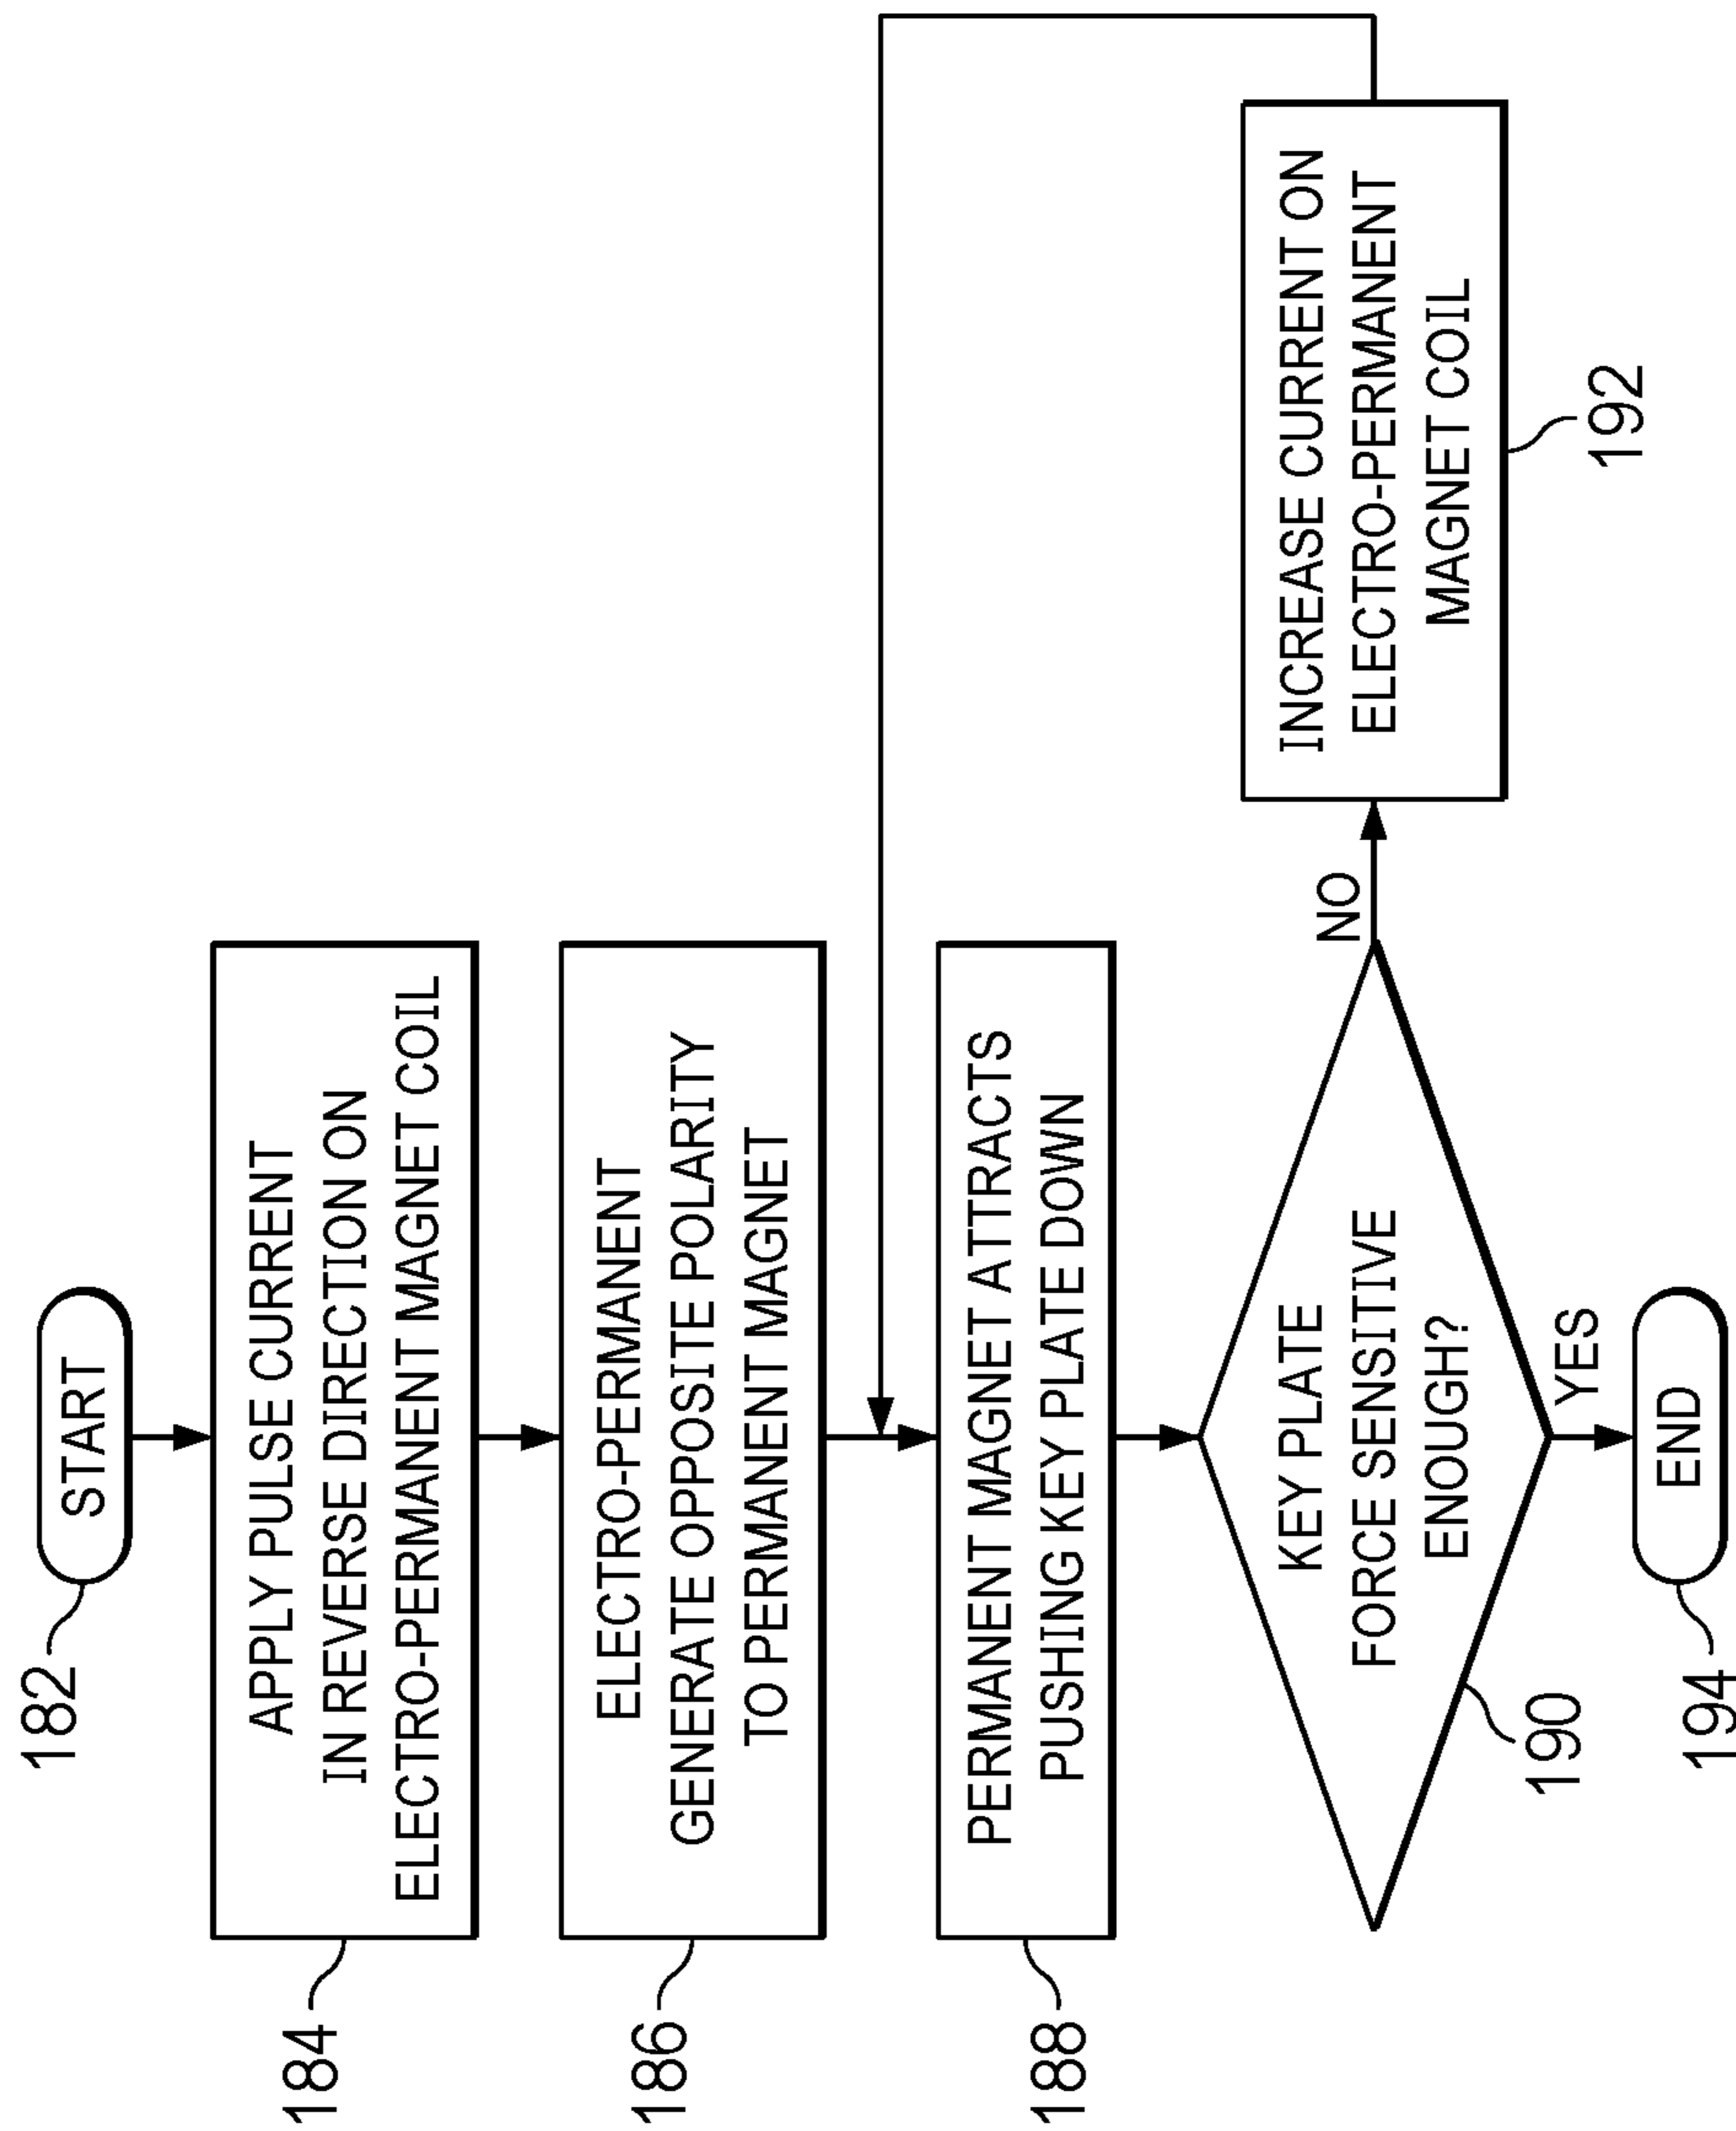 182
START
184
APPLY PULSE CURRENT
IN REVERSE DIRECTION ON
ELECTRO-PERMANENT MAGNET COIL
186
ELECTRO-PERMANENT
GENERATE OPPOSITE POLARITY
TO PERMANENT MAGNET
188
PERMANENT MAGNET ATTRACTS
PUSHING KEY PLATE DOWN
190
KEY PLATE
FORCE SENSITIVE
ENOUGH?
NO
INCREASE CURRENT ON
ELECTRO-PERMANENT
MAGNET COIL
192
YES
194
END